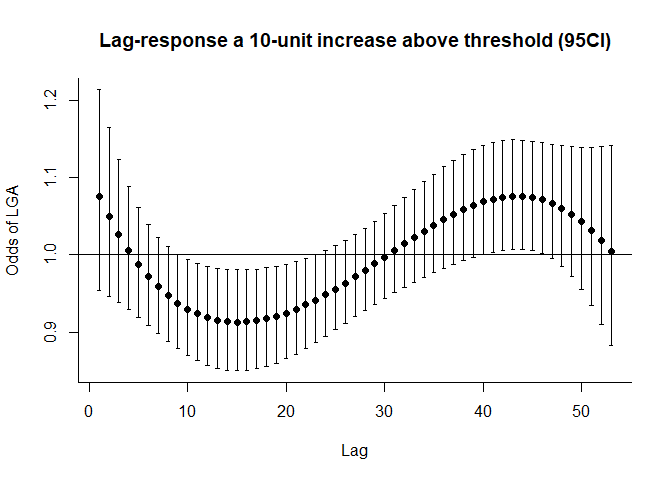 Lag-response a 10-unit increase above threshold (95CI)
Odds of LGA
1.2
1.1
1.0
0.9
0 10 20 30 40 50
Lag